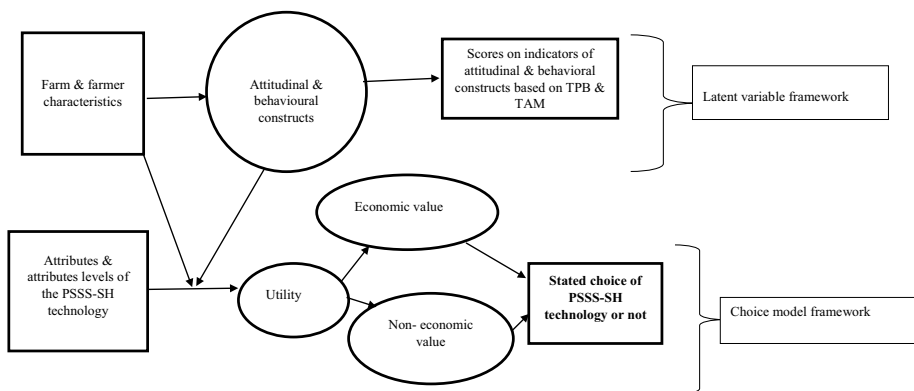 Farm & farmer
characteristics
Attitudinal &
behavioural constructs
Scores on indicators of
attitudinal & behavioral
constructs based on TPB &
TAM
Latent variable framework
Economic value
Attributes &
attributes levels of
the PSSS-SH
technology
Utility
Non- economic
value
Stated choice of
PSSS-SH
technology or not
Choice model framework